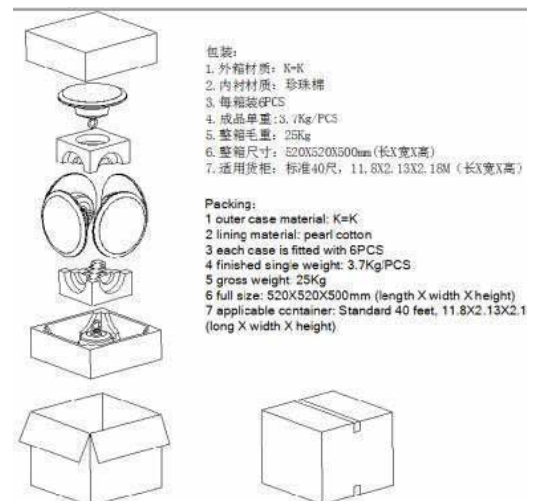 包装:
1. 外箱材质: K=K
2. 内衬材质: 珍珠棉
3. 每箱装6PCS
4. 成品单重:3.7Kg/PCS
5. 整箱毛重: 25Kg
6. 整箱尺寸: 520X520X500mm(长X宽X高)
7. 适用货柜: 标准40尺, 11.8X2.13X2.18M (长X宽X高)
Packing:
1 outer case material: K=K
2 lining material: pearl cotton
3 each case is fitted with 6PCS
4 finished single weight: 3.7Kg/PCS
5 gross weight 25Kg
6 full size: 520X520X500mm (length X width X height)
7 applicable container: Standard 40 feet, 11.8X2.13X2.1
(long X width X height)